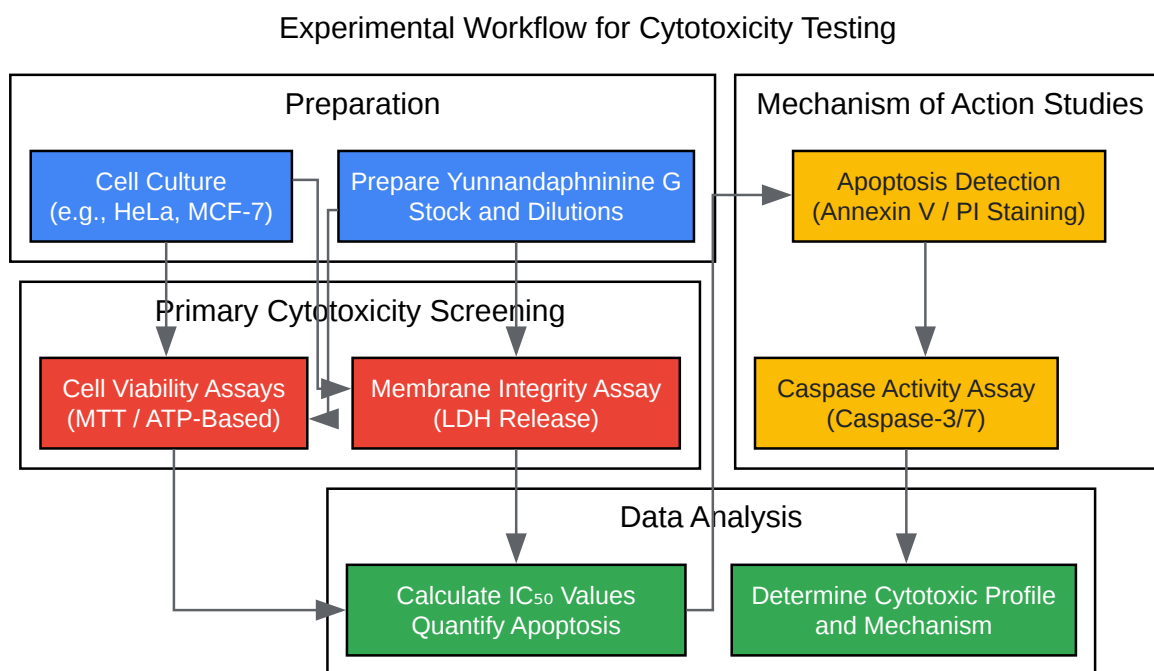 Experimental Workflow for Cytotoxicity Testing
Preparation
Mechanism of Action Studies
Cell Culture
(e.g., HeLa, MCF-7)
Prepare Yunnandaphninine G
Stock and Dilutions
Apoptosis Detection
(Annexin V / PI Staining)
Primary Cytotoxicity Screening
Cell Viability Assays
(MTT / ATP-Based)
Membrane Integrity Assay
(LDH Release)
Caspase Activity Assay
(Caspase-3/7)
Data Analysis
Calculate IC₅₀ Values
Quantify Apoptosis
Determine Cytotoxic Profile
and Mechanism